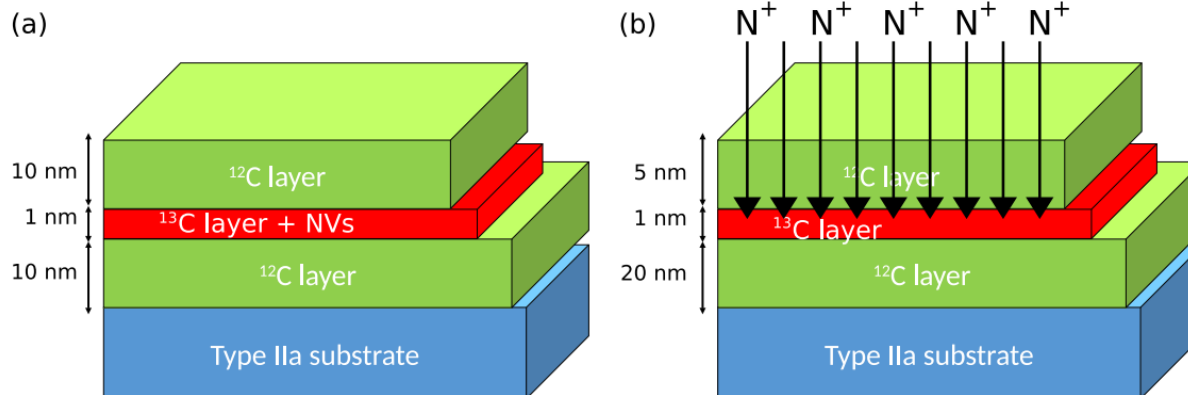 (a)
10 nm
1 nm
10 nm
¹²C layer
¹³C layer + NVs
¹²C layer
Type IIa substrate
(b)
N⁺ N⁺ N⁺ N⁺ N⁺
5 nm
1 nm
20 nm
¹²C layer
¹³C layer
¹²C layer
Type IIa substrate